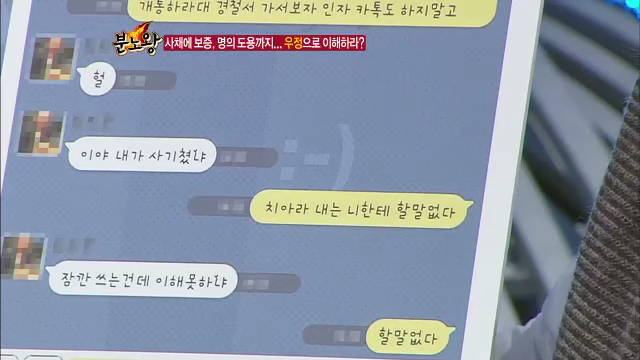 개통하라대 경철서 가서보자 인자 카톡도 하지말고
분노왕 사채에 보증, 명의 도용까지... 우정으로 이해하라?
헐
이야 내가 사기쳤냐
치아라 내는 니한테 할말없다
잠깐 쓰는건데 이해못하냐
할말없다